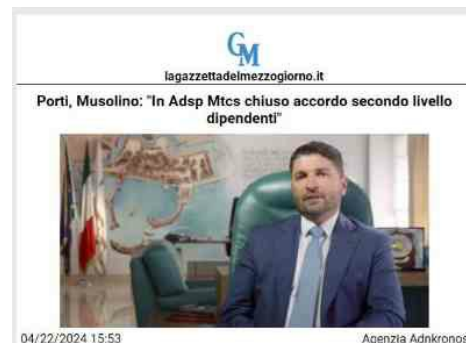 GM
lagazzettadelmezzogiorno.it
Porti, Musolino: "In Adsp Mtcs chiuso accordo secondo livello
dipendenti"
04/22/2024 15:53
Agenzia Adnkronos